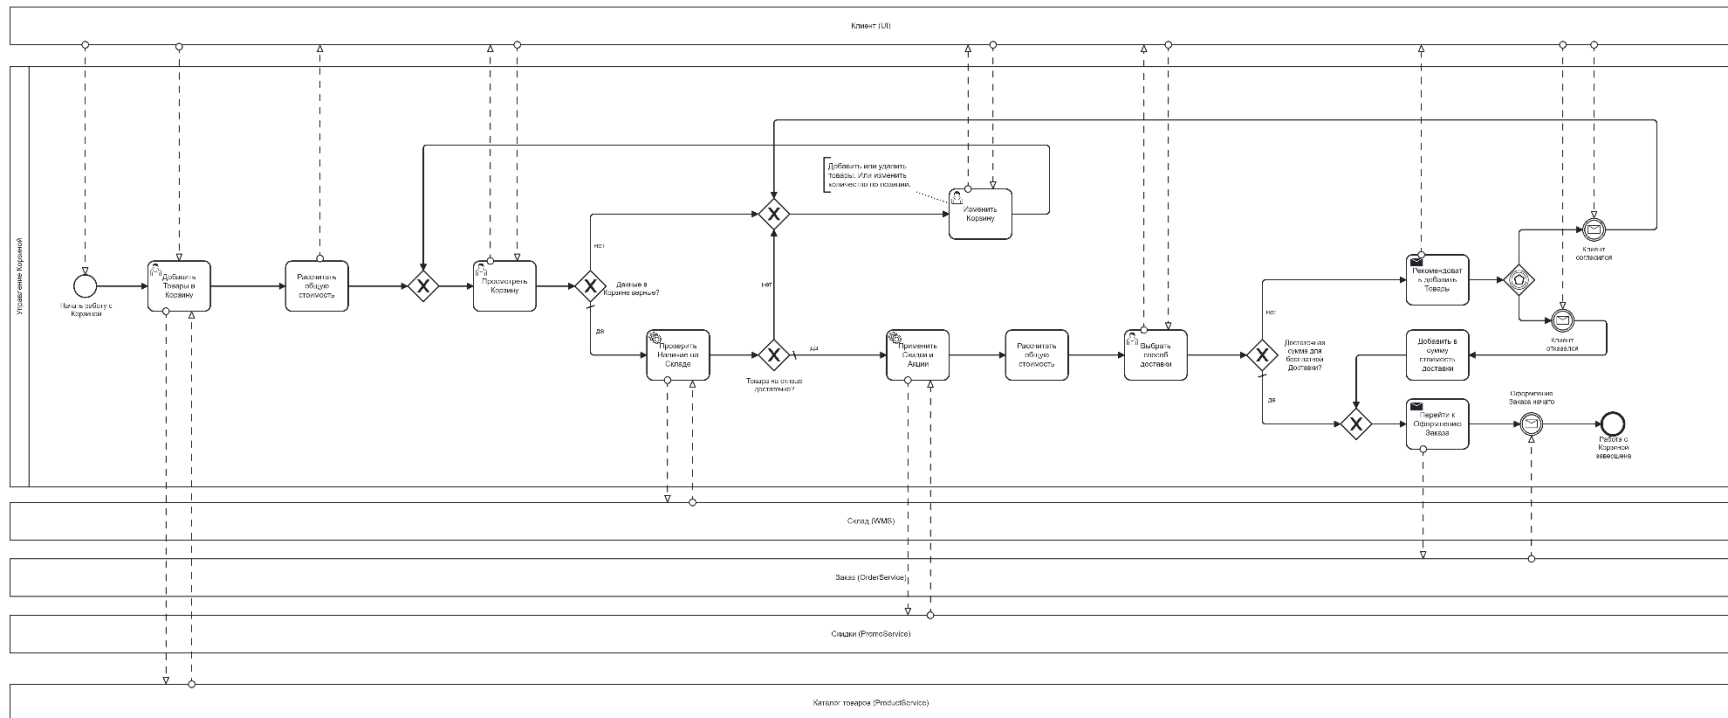 Клиент (UI)
Управление Корзиной
Добавить или удалить
товары. Или изменить
количество по позиции.
Изменить
Корзину
Начать работу с
Корзиной
Добавить
Товары в
Корзину
Рассчитать
общую
стоимость
Просмотреть
Корзину
Данные в
Корзине верные?
нет
да
Проверить
Наличие на
Складе
нет
да
Товара на складе
достаточно?
Применить
Скидки и
Акции
Рассчитать
общую
стоимость
Выбрать
способ
доставки
Достаточная
сумма для
бесплатной
Доставки?
нет
да
Рекомендоват
ь добавить
Товары
Клиент
согласился
Клиент
отказался
Добавить в
сумму
стоимость
доставки
Перейти к
Оформлению
Заказа
Оформление
Заказа начато
Работа с
Корзиной
завершена
Склад (WMS)
Заказ (OrderService)
Скидки (PromoService)
Каталог товаров (ProductService)